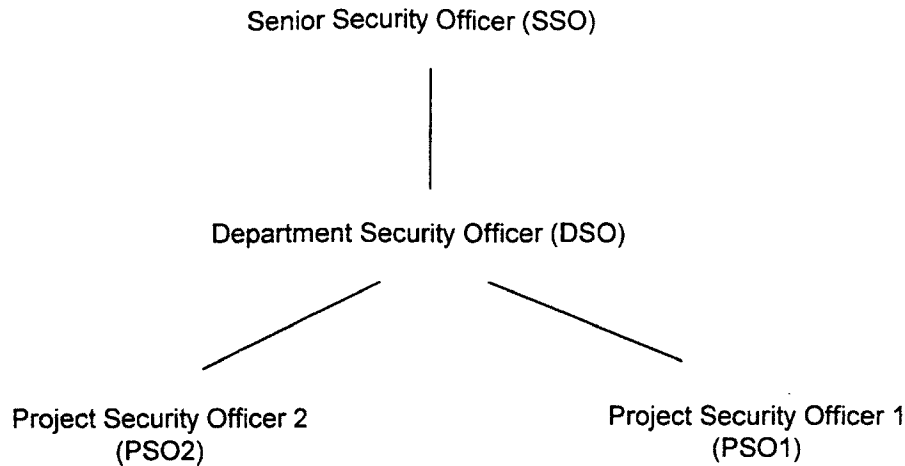 Senior Security Officer (SSO)
Department Security Officer (DSO)
Project Security Officer 2
(PSO2)
Project Security Officer 1
(PSO1)